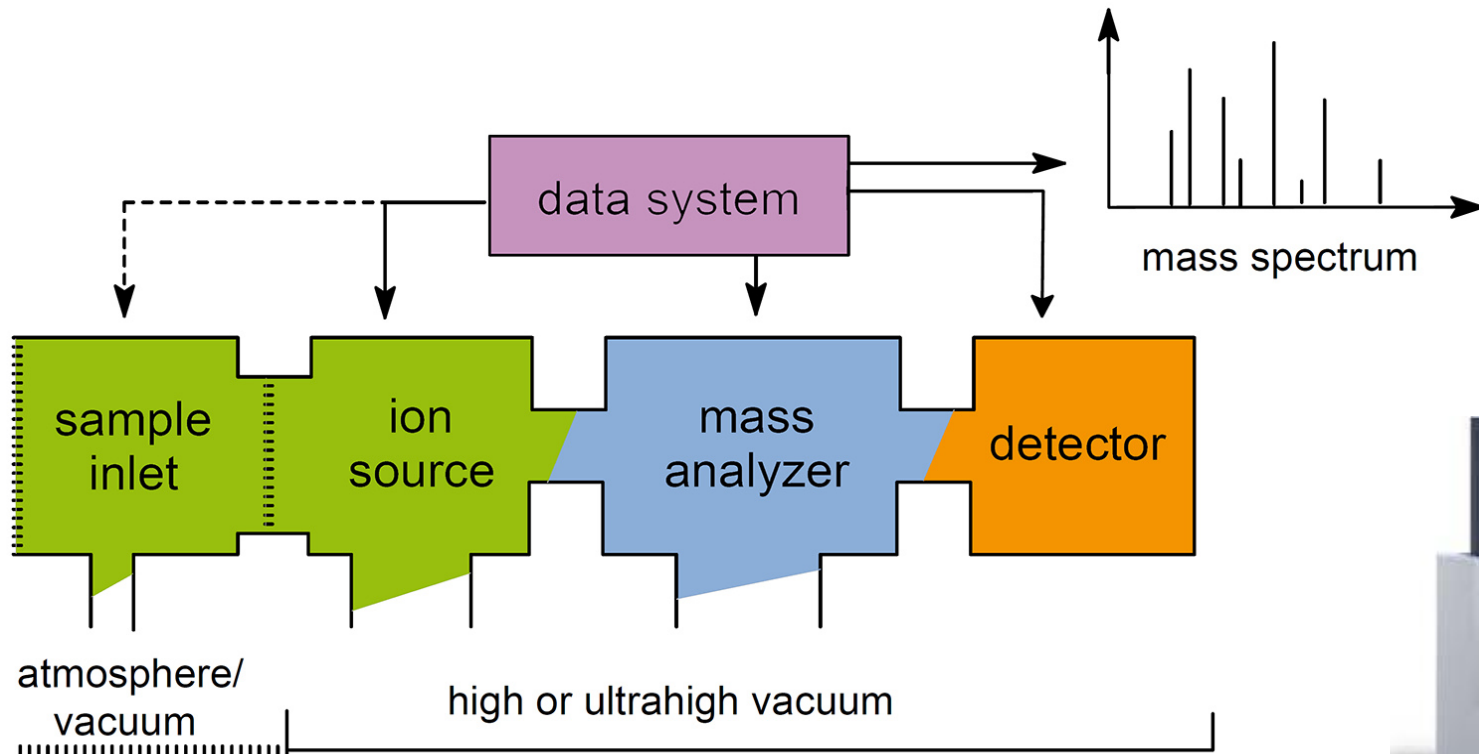 data system
mass spectrum
sample
inlet
ion
source
mass
analyzer
detector
atmosphere/
vacuum
high or ultrahigh vacuum